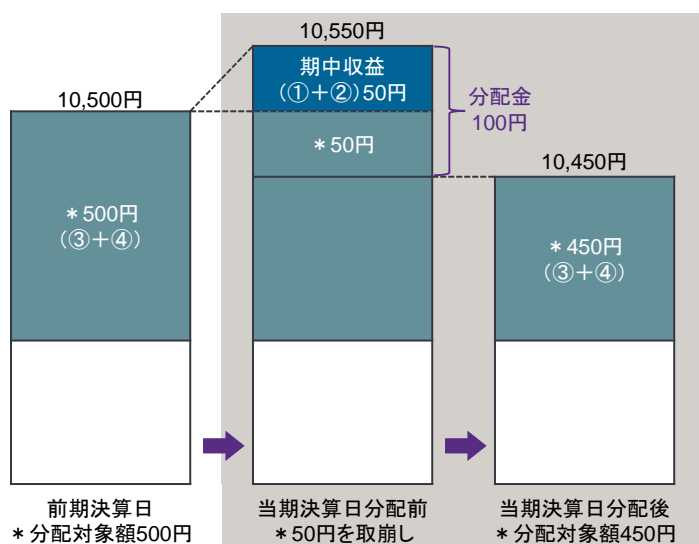 10,550円
期中収益
(①+②)50円
10,500円
分配金
100円
＊50円
10,450円
＊500円
(③+④)
＊450円
(③+④)
前期決算日
＊分配対象額500円
当期決算日分配前
＊50円を取崩し
当期決算日分配後
＊分配対象額450円